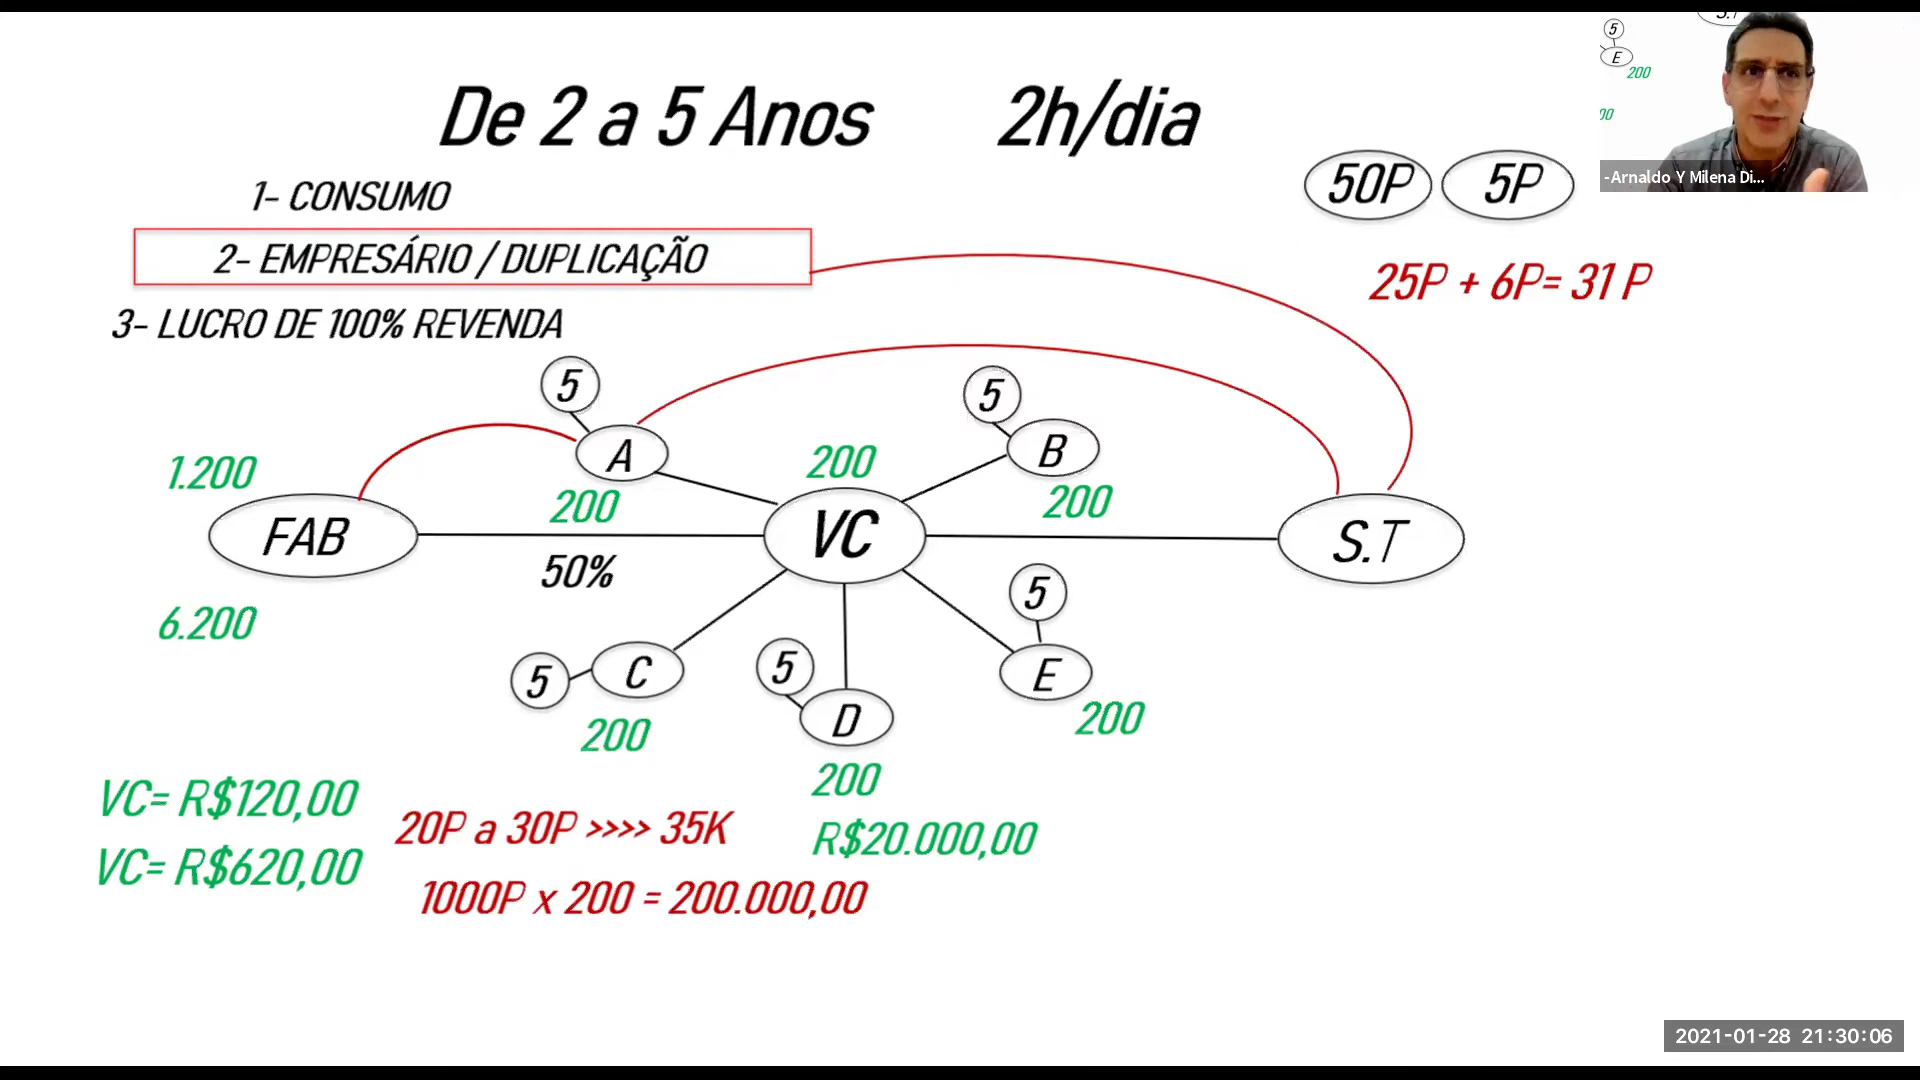 De 2 a 5 Anos 2h/dia
1- CONSUMO
2- EMPRESÁRIO / DUPLICAÇÃO
3- LUCRO DE 100% REVENDA
50P 5P
25P + 6P= 31 P
5
E
200
00
S.T
-Arnaldo Y Milena Di...
5
A
200
5
B
200
1.200
FAB
6.200
50%
200
VC
S.T
5
C
200
5
D
200
5
E
200
VC= R$120,00
VC= R$620,00
20P a 30P >>>> 35K
R$20.000,00
1000P x 200 = 200.000,00
2021-01-28 21:30:06